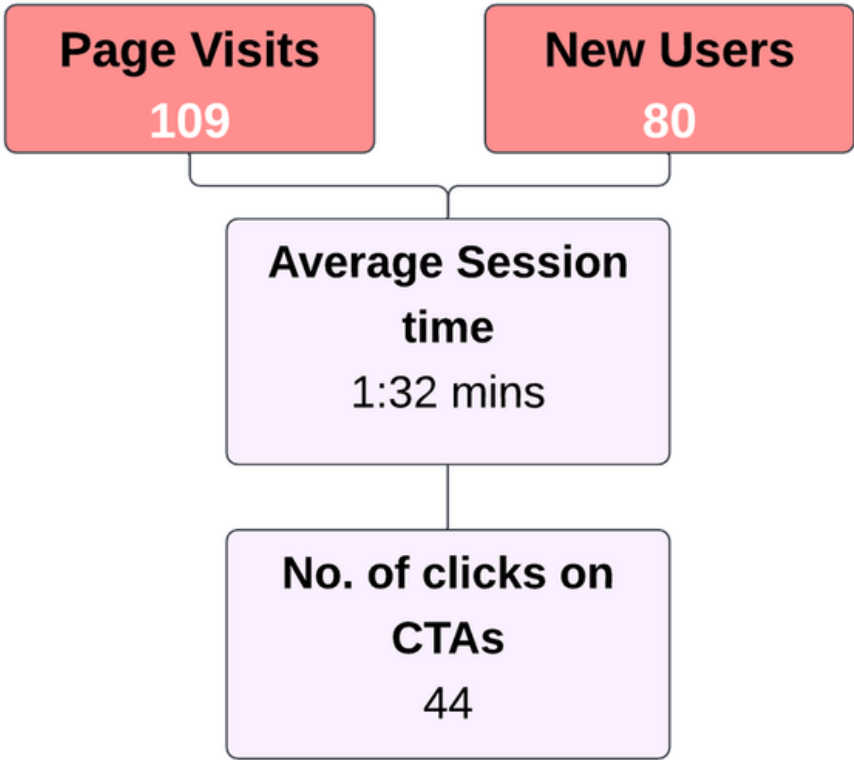 Page Visits
109
New Users
80
Average Session
time
1:32 mins
No. of clicks on
CTAs
44